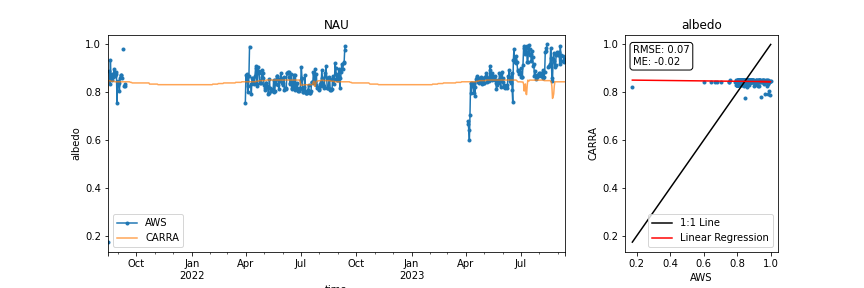 NAU
albedo
1.0
0.8
0.6
0.4
0.2
albedo
AWS
CARRA
Oct
Jan
2022
Apr
Jul
Oct
Jan
2023
Apr
Jul
time
albedo
RMSE: 0.07
ME: -0.02
1.0
0.8
0.6
0.4
0.2
CARRA
1:1 Line
Linear Regression
0.2
0.4
0.6
0.8
1.0
AWS